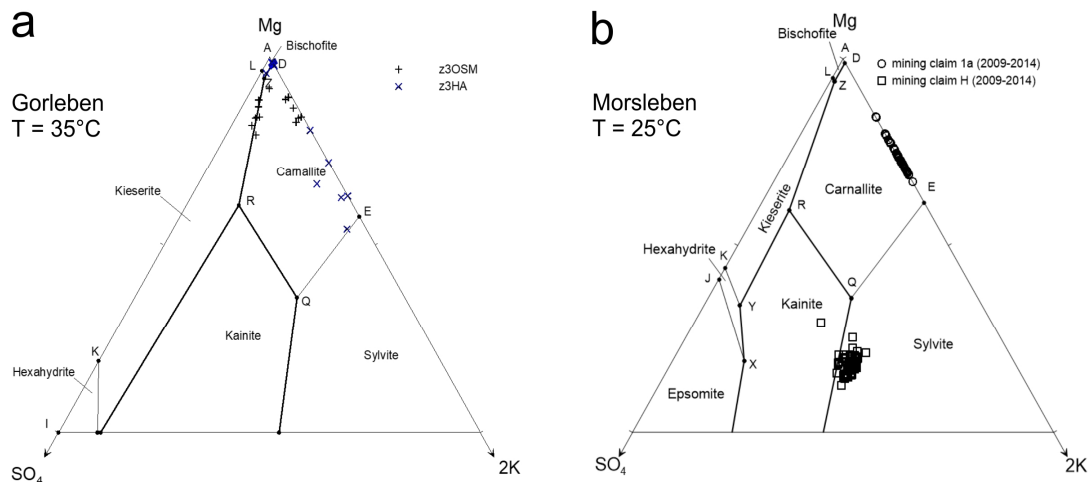 a
Gorleben
T = 35°C
Mg
A
Bischofite
L
D
Z
+ z3OSM
× z3HA
Carnallite
Kieserite
R
E
Q
Kainite
Sylvite
K
Hexahydrite
I
SO4
2K
b
Morsleben
T = 25°C
Mg
Bischofite
A
D
L
Z
mining claim 1a (2009-2014)
mining claim H (2009-2014)
Carnallite
E
Kieserite
R
Hexahydrite
K
J
Q
Y
Kainite
Sylvite
X
Epsomite
SO4
2K